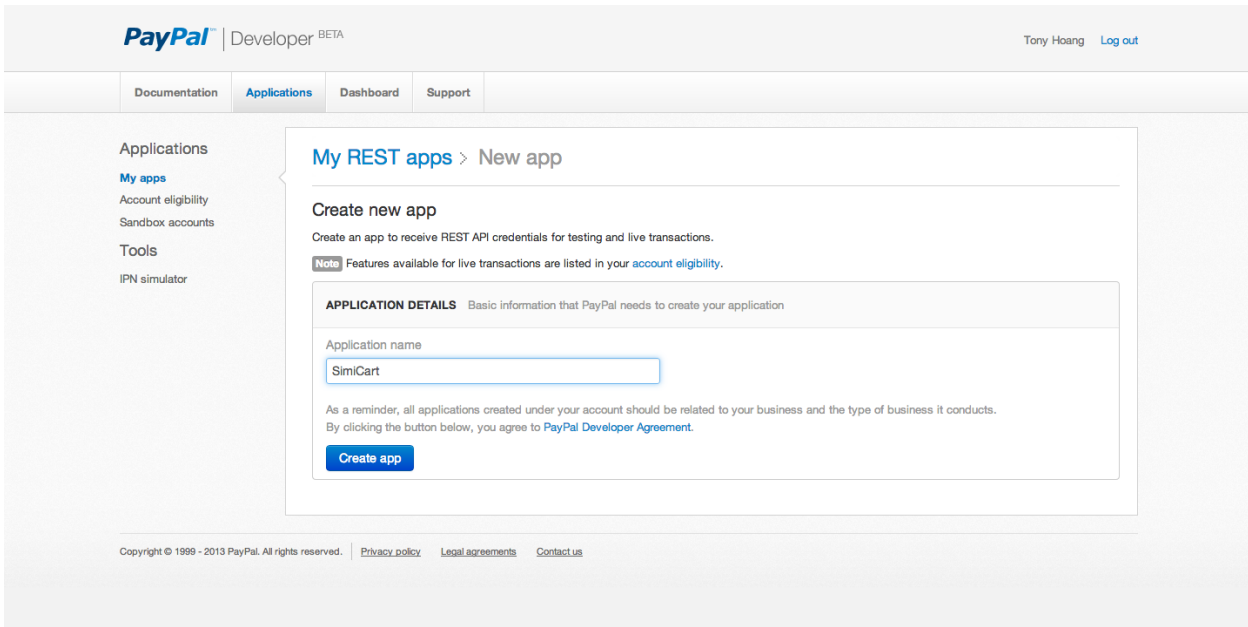 PayPal | Developer BETA
Tony Hoang Log out
Documentation Applications Dashboard Support
Applications
My apps
Account eligibility
Sandbox accounts
Tools
IPN simulator
My REST apps > New app
Create new app
Create an app to receive REST API credentials for testing and live transactions.
Note Features available for live transactions are listed in your account eligibility.
APPLICATION DETAILS Basic information that PayPal needs to create your application
Application name
SimiCart
As a reminder, all applications created under your account should be related to your business and the type of business it conducts.
By clicking the button below, you agree to PayPal Developer Agreement.
Create app
Copyright © 1999 - 2013 PayPal. All rights reserved. | Privacy policy Legal agreements Contact us